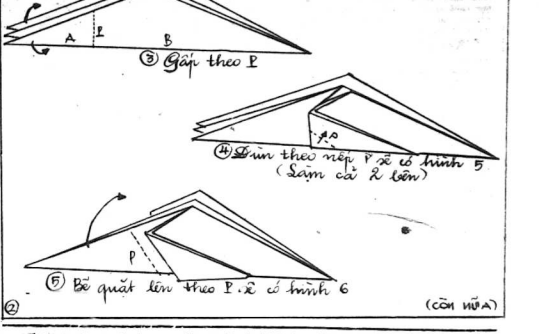 A P B
③ Gấp theo P
④ Đùn theo nếp P sẽ có hình 5
(Làm cả 2 bên)
P
⑤ Bẻ quặt lên theo P. sẽ có hình 6
② (CÒN NỮA)